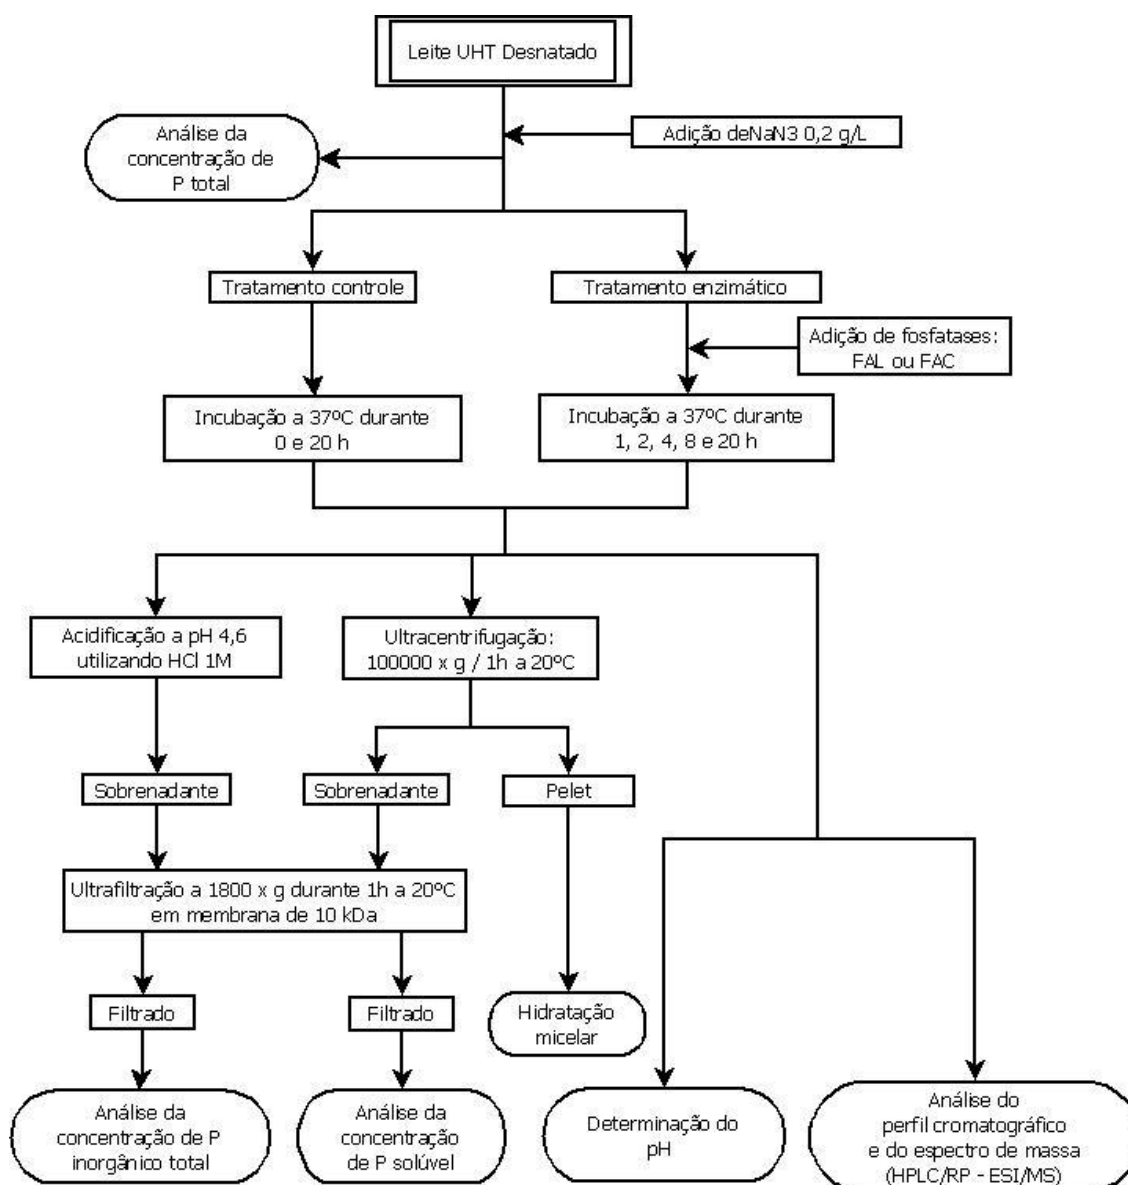 Leite UHT Desnatado
Adição deNaN3 0,2 g/L
Análise da
concentração de
P total
Tratamento controle
Tratamento enzimático
Adição de fosfatases:
FAL ou FAC
Incubação a 37ºC durante
0 e 20 h
Incubação a 37ºC durante
1, 2, 4, 8 e 20 h
Acidificação a pH 4,6
utilizando HCl 1M
Ultracentrifugação:
100000 x g / 1h a 20ºC
Sobrenadante
Sobrenadante
Pelet
Ultrafiltração a 1800 x g durante 1h a 20ºC
em membrana de 10 kDa
Filtrado
Filtrado
Hidratação
micelar
Análise da
concentração de P
inorgânico total
Análise da
concentração
de P solúvel
Determinação do
pH
Análise do
perfil cromatográfico
e do espectro de massa
(HPLC/RP - ESI/MS)